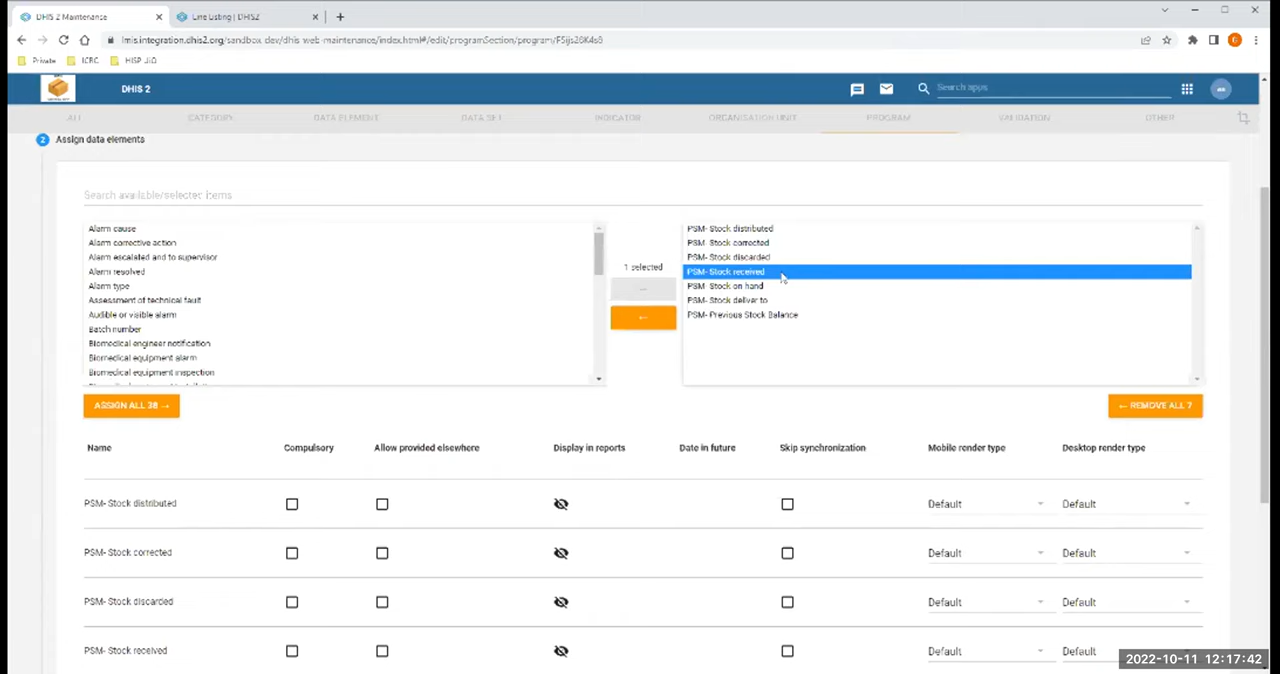 DHIS 2 Maintenance
Line Listing | DHIS2
lmis.integration.dhis2.org/sandbox-dev/dhis-web-maintenance/index.html#/edit/programSection/program/
Private
ICRC
HISP
DHIS 2
Search apps
ALL
CATEGORY
DATA ELEMENT
DATA SET
INDICATOR
ORGANISATION UNIT
PROGRAM
VALIDATION
OTHER
2 Assign data elements
Search available/selected items
Alarm cause
Alarm corrective action
Alarm escalated and to supervisor
Alarm resolved
Alarm type
Assessment of technical fault
Audible or visible alarm
Batch number
Biomedical engineer notification
Biomedical equipment alarm
Biomedical equipment inspection
1 selected
→
←
PSM- Stock distributed
PSM- Stock corrected
PSM- Stock discarded
PSM- Stock received
PSM- Stock on hand
PSM- Stock deliver to
PSM- Previous Stock Balance
ASSIGN ALL 38 →
← REMOVE ALL 7
Name Compulsory Allow provided elsewhere Display in reports Date in future Skip synchronization Mobile render type Desktop render type
PSM- Stock distributed Default Default
PSM- Stock corrected Default Default
PSM- Stock discarded Default Default
PSM- Stock received Default Default
2022-10-11 12:17:42